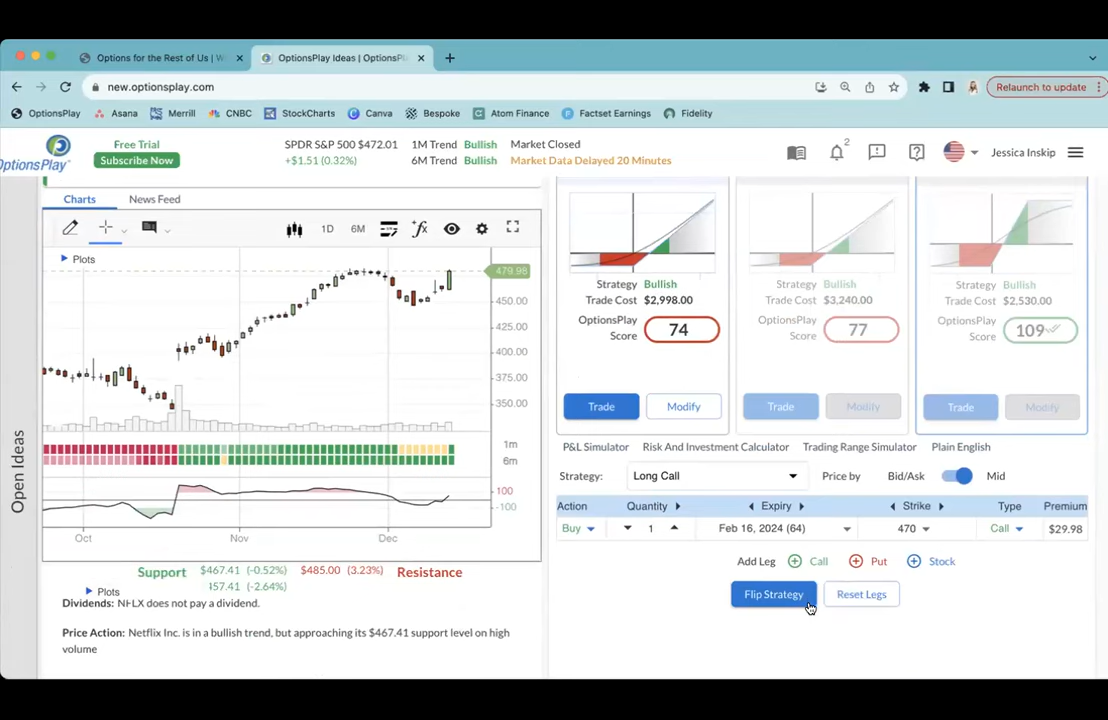 Options for the Rest of Us | W
OptionsPlay Ideas | OptionsPl
new.optionsplay.com
Relaunch to update
OptionsPlay
Asana
Merrill
CNBC
StockCharts
Canva
Bespoke
Atom Finance
Factset Earnings
Fidelity
OptionsPlay
Free Trial
Subscribe Now
SPDR S&P 500 $472.01
+$1.51 (0.32%)
1M Trend Bullish
6M Trend Bullish
Market Closed
Market Data Delayed 20 Minutes
2
Jessica Inskip
Open Ideas
Charts
News Feed
1D
6M
Plots
479.98
450.00
425.00
400.00
375.00
350.00
1m
6m
100
-100
Oct
Nov
Dec
Support
$467.41 (-0.52%)
$485.00 (3.23%)
Resistance
457.41 (-2.64%)
Plots
Dividends: NFLX does not pay a dividend.
Price Action: Netflix Inc. is in a bullish trend, but approaching its $467.41 support level on high
volume
Strategy Bullish
Trade Cost $2,998.00
OptionsPlay
Score
74
Trade
Modify
Strategy Bullish
Trade Cost $3,240.00
OptionsPlay
Score
77
Trade
Modify
Strategy Bullish
Trade Cost $2,530.00
OptionsPlay
Score
109
Trade
Modify
P&L Simulator
Risk And Investment Calculator
Trading Range Simulator
Plain English
Strategy:
Long Call
Price by
Bid/Ask
Mid
Action
Quantity
Expiry
Strike
Type
Premium
Buy
1
Feb 16, 2024 (64)
470
Call
$29.98
Add Leg
Call
Put
Stock
Flip Strategy
Reset Legs